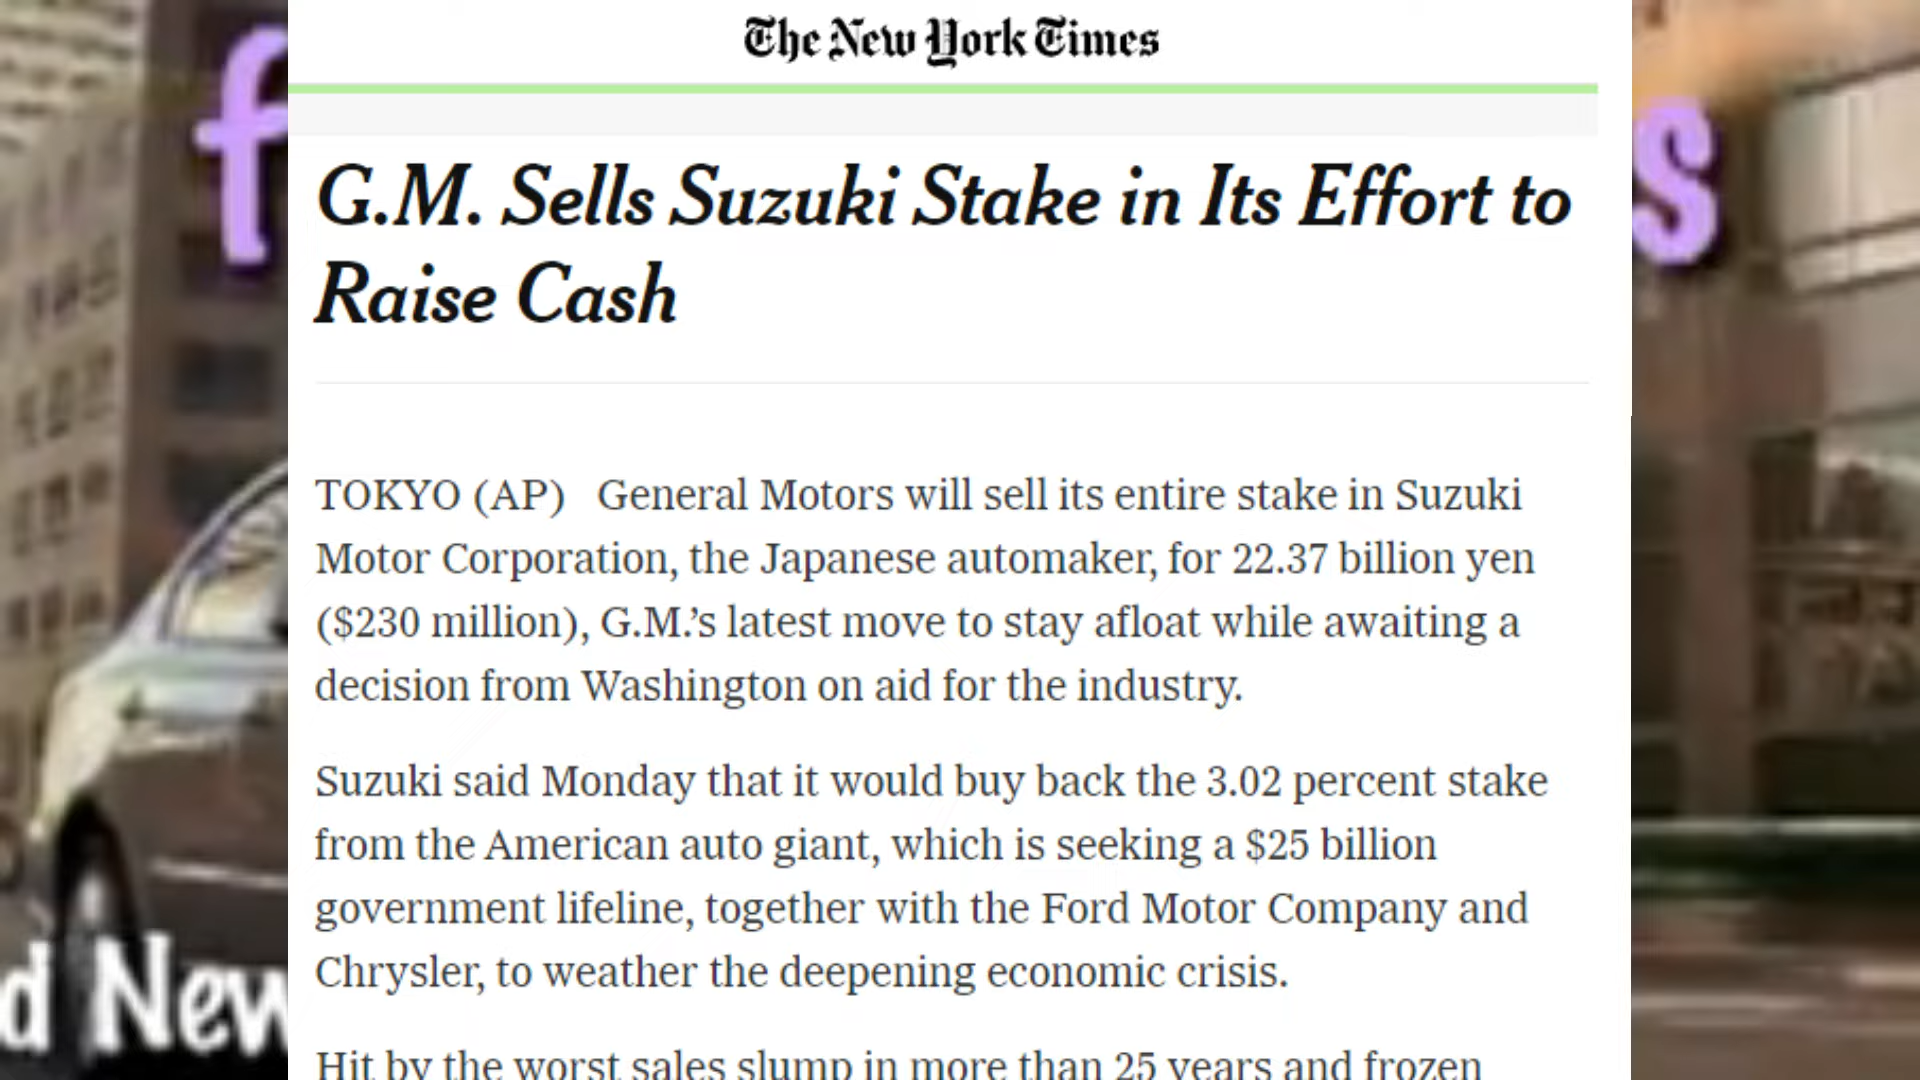 The New York Times
f
s
G.M. Sells Suzuki Stake in Its Effort to
Raise Cash
TOKYO (AP) General Motors will sell its entire stake in Suzuki
Motor Corporation, the Japanese automaker, for 22.37 billion yen
($230 million), G.M.’s latest move to stay afloat while awaiting a
decision from Washington on aid for the industry.
Suzuki said Monday that it would buy back the 3.02 percent stake
from the American auto giant, which is seeking a $25 billion
government lifeline, together with the Ford Motor Company and
Chrysler, to weather the deepening economic crisis.
d New
Hit by the worst sales slump in more than 25 years and frozen